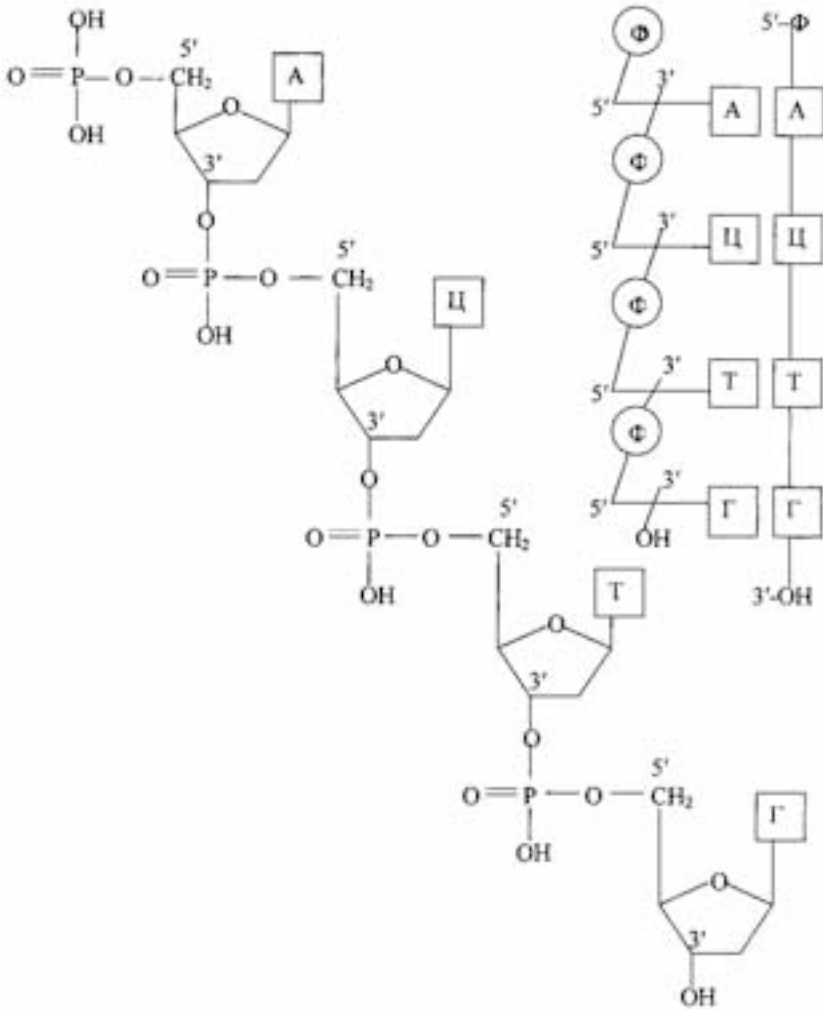 OH
5'
O=P–O–CH₂
А
O
OH
3'
O
5'
O=P–O–CH₂
Ц
OH
O
3'
O
5'
O=P–O–CH₂
Т
OH
O
3'
O
5'
O=P–O–CH₂
Г
OH
O
3'
OH
Ф
3'
5'
А
Ф
3'
5'
Ц
Ф
3'
5'
Т
Ф
3'
5'
Г
OH
5'–Ф
А
Ц
Т
Г
3'-OH